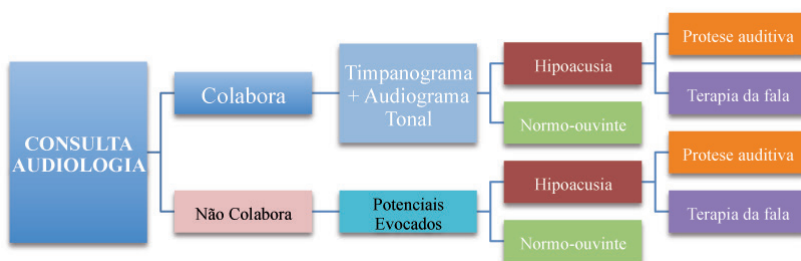 CONSULTA
AUDIOLOGIA
Colabora
Timpanograma
+ Audiograma
Tonal
Hipoacusia
Protese auditiva
Terapia da fala
Normo-ouvinte
Não Colabora
Potenciais
Evocados
Hipoacusia
Protese auditiva
Terapia da fala
Normo-ouvinte